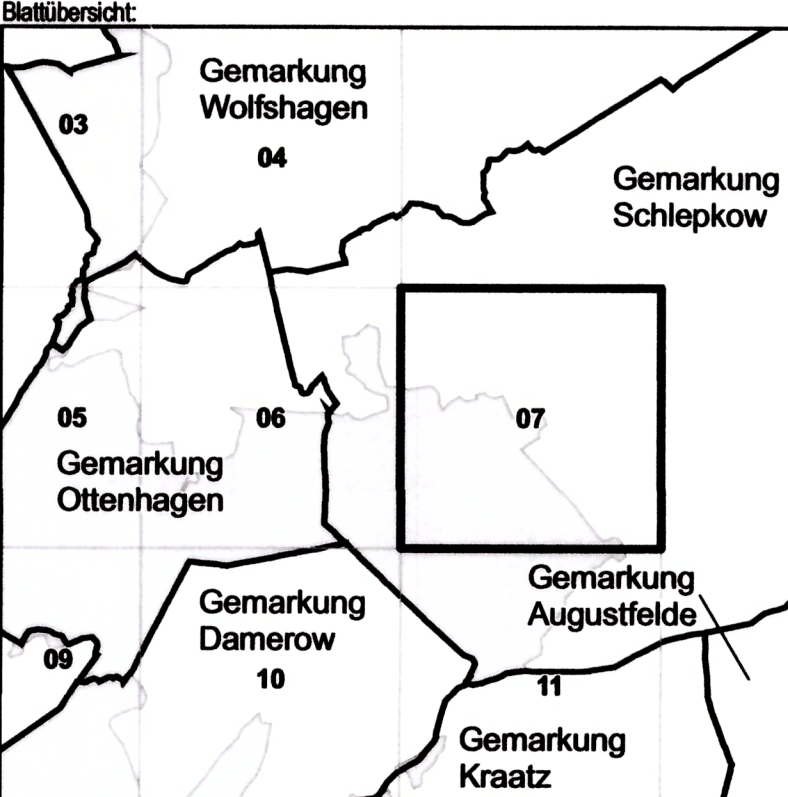 Blattübersicht:
Gemarkung
Wolfshagen
03
04
Gemarkung
Schlepkow
05
06
07
Gemarkung
Ottenhagen
Gemarkung
Augustfelde
Gemarkung
Damerow
09
10
11
Gemarkung
Kraatz